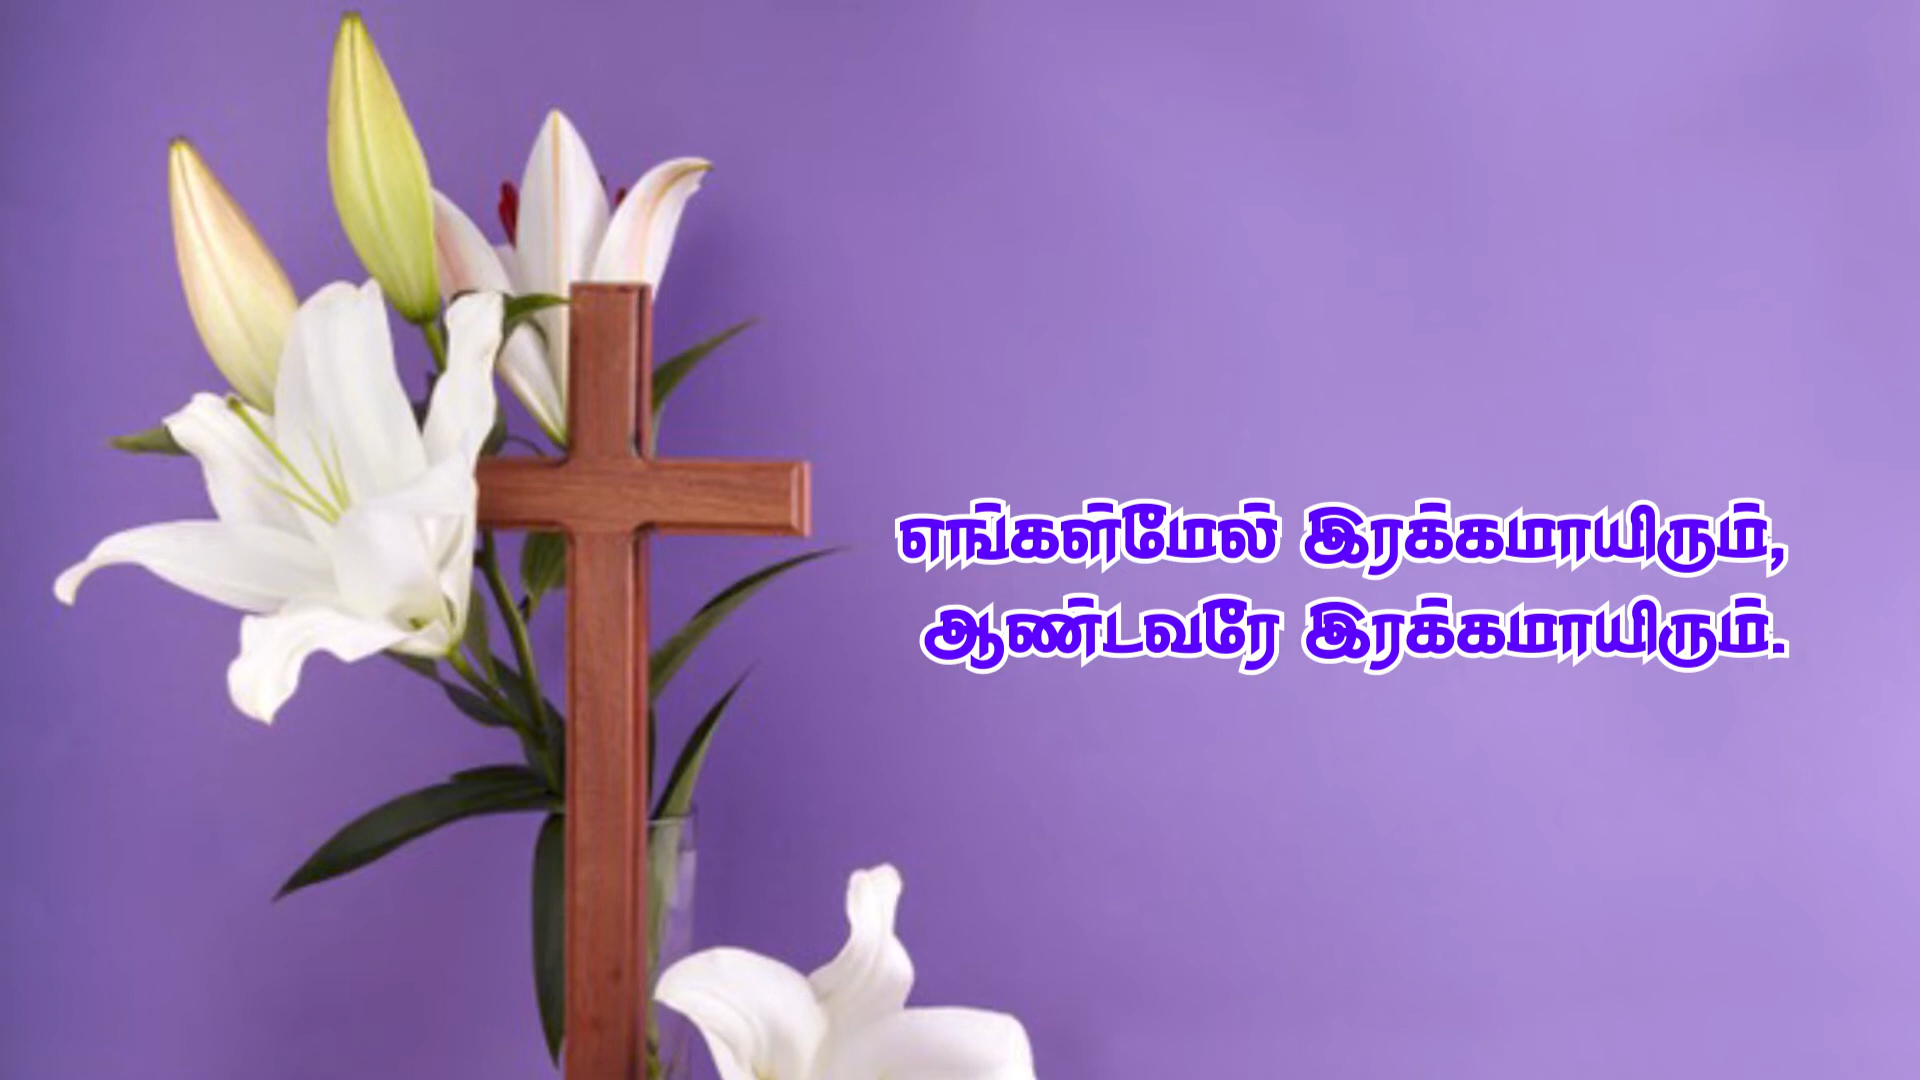 எங்கள்மேல் இரக்கமாயிரும்,
ஆண்டவரே இரக்கமாயிரும்.